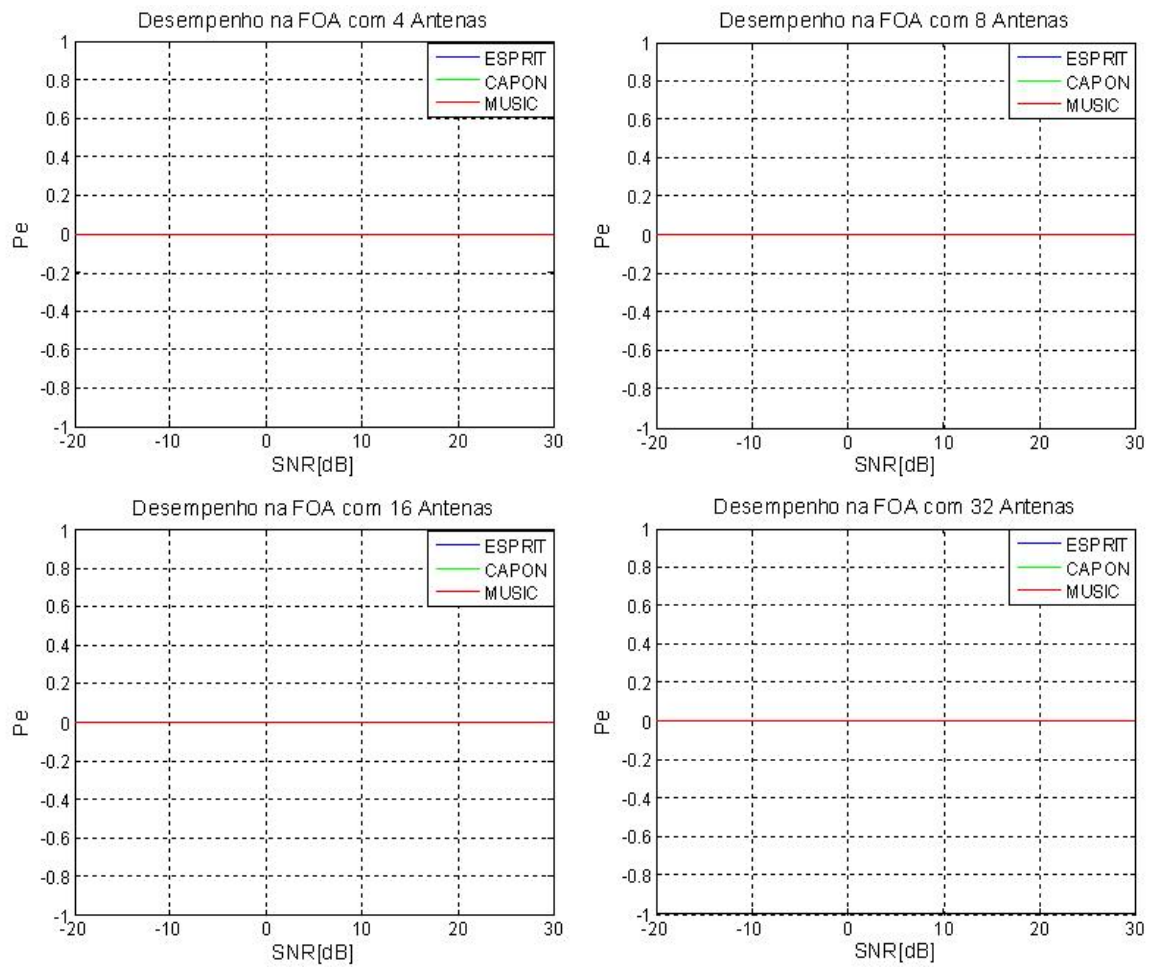 Desempenho na FOA com 4 Antenas
1
0.8
0.6
0.4
0.2
0
-0.2
-0.4
-0.6
-0.8
-1
Pe
-20 -10 0 10 20 30
SNR[dB]
ESPRIT
CAPON
MUSIC
Desempenho na FOA com 8 Antenas
1
0.8
0.6
0.4
0.2
0
-0.2
-0.4
-0.6
-0.8
-1
Pe
-20 -10 0 10 20 30
SNR[dB]
ESPRIT
CAPON
MUSIC
Desempenho na FOA com 16 Antenas
1
0.8
0.6
0.4
0.2
0
-0.2
-0.4
-0.6
-0.8
-1
Pe
-20 -10 0 10 20 30
SNR[dB]
ESPRIT
CAPON
MUSIC
Desempenho na FOA com 32 Antenas
1
0.8
0.6
0.4
0.2
0
-0.2
-0.4
-0.6
-0.8
-1
Pe
-20 -10 0 10 20 30
SNR[dB]
ESPRIT
CAPON
MUSIC